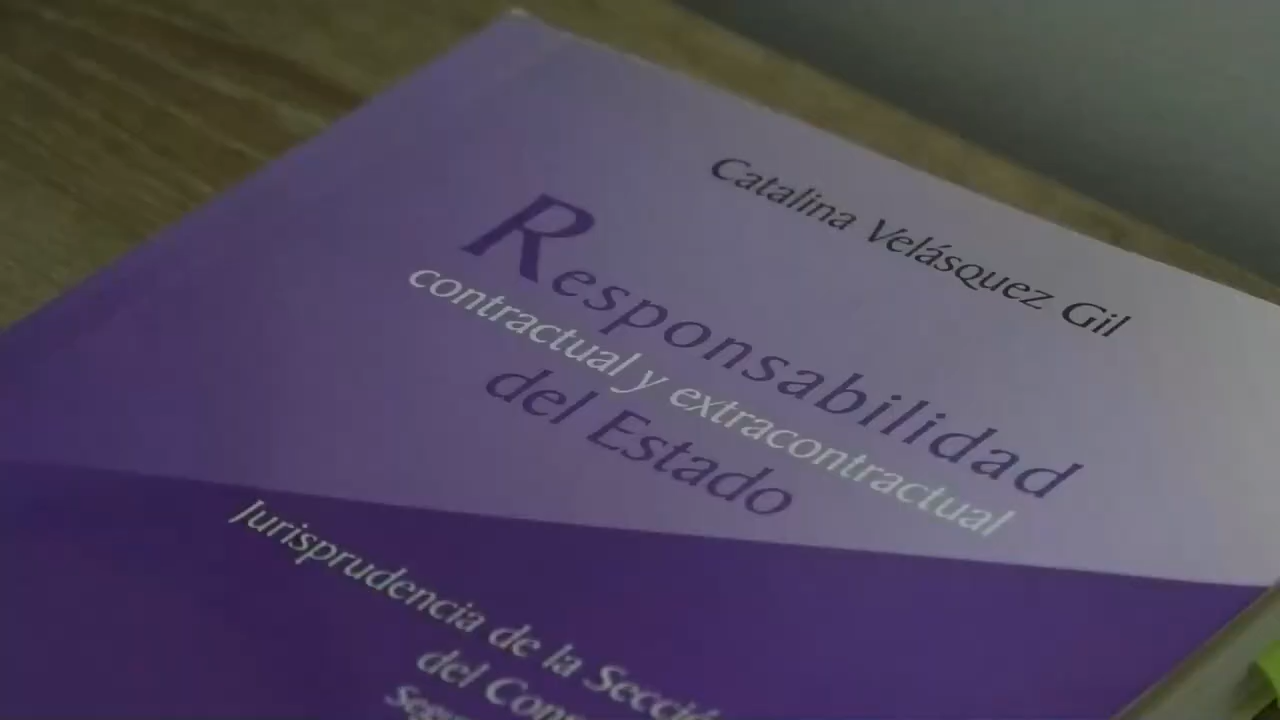 Catalina Velásquez Gil
Responsabilidad
contractual y extracontractual
del Estado
Jurisprudencia de la
del